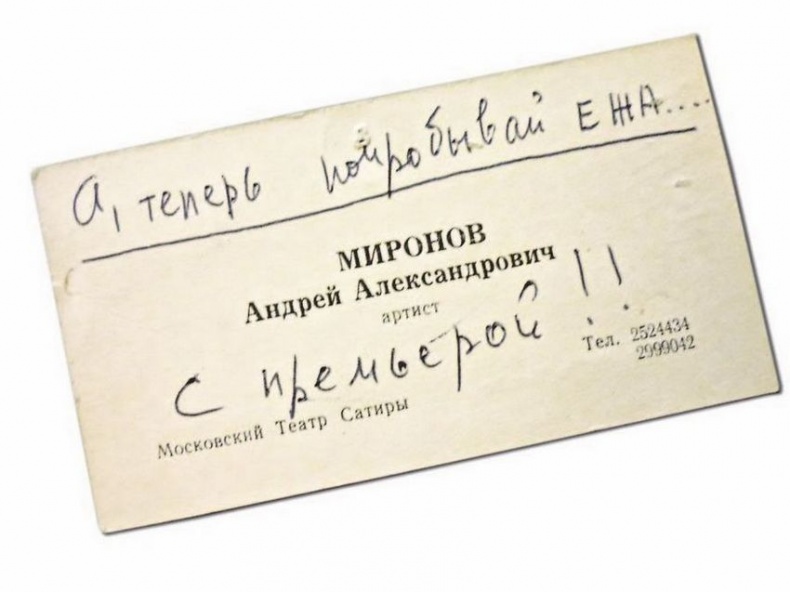 А, теперь попробывай ЕЖА....
МИРОНОВ
Андрей Александрович
артист
С премьерой!!
Тел. 2524434
2999042
Московский Театр Сатиры